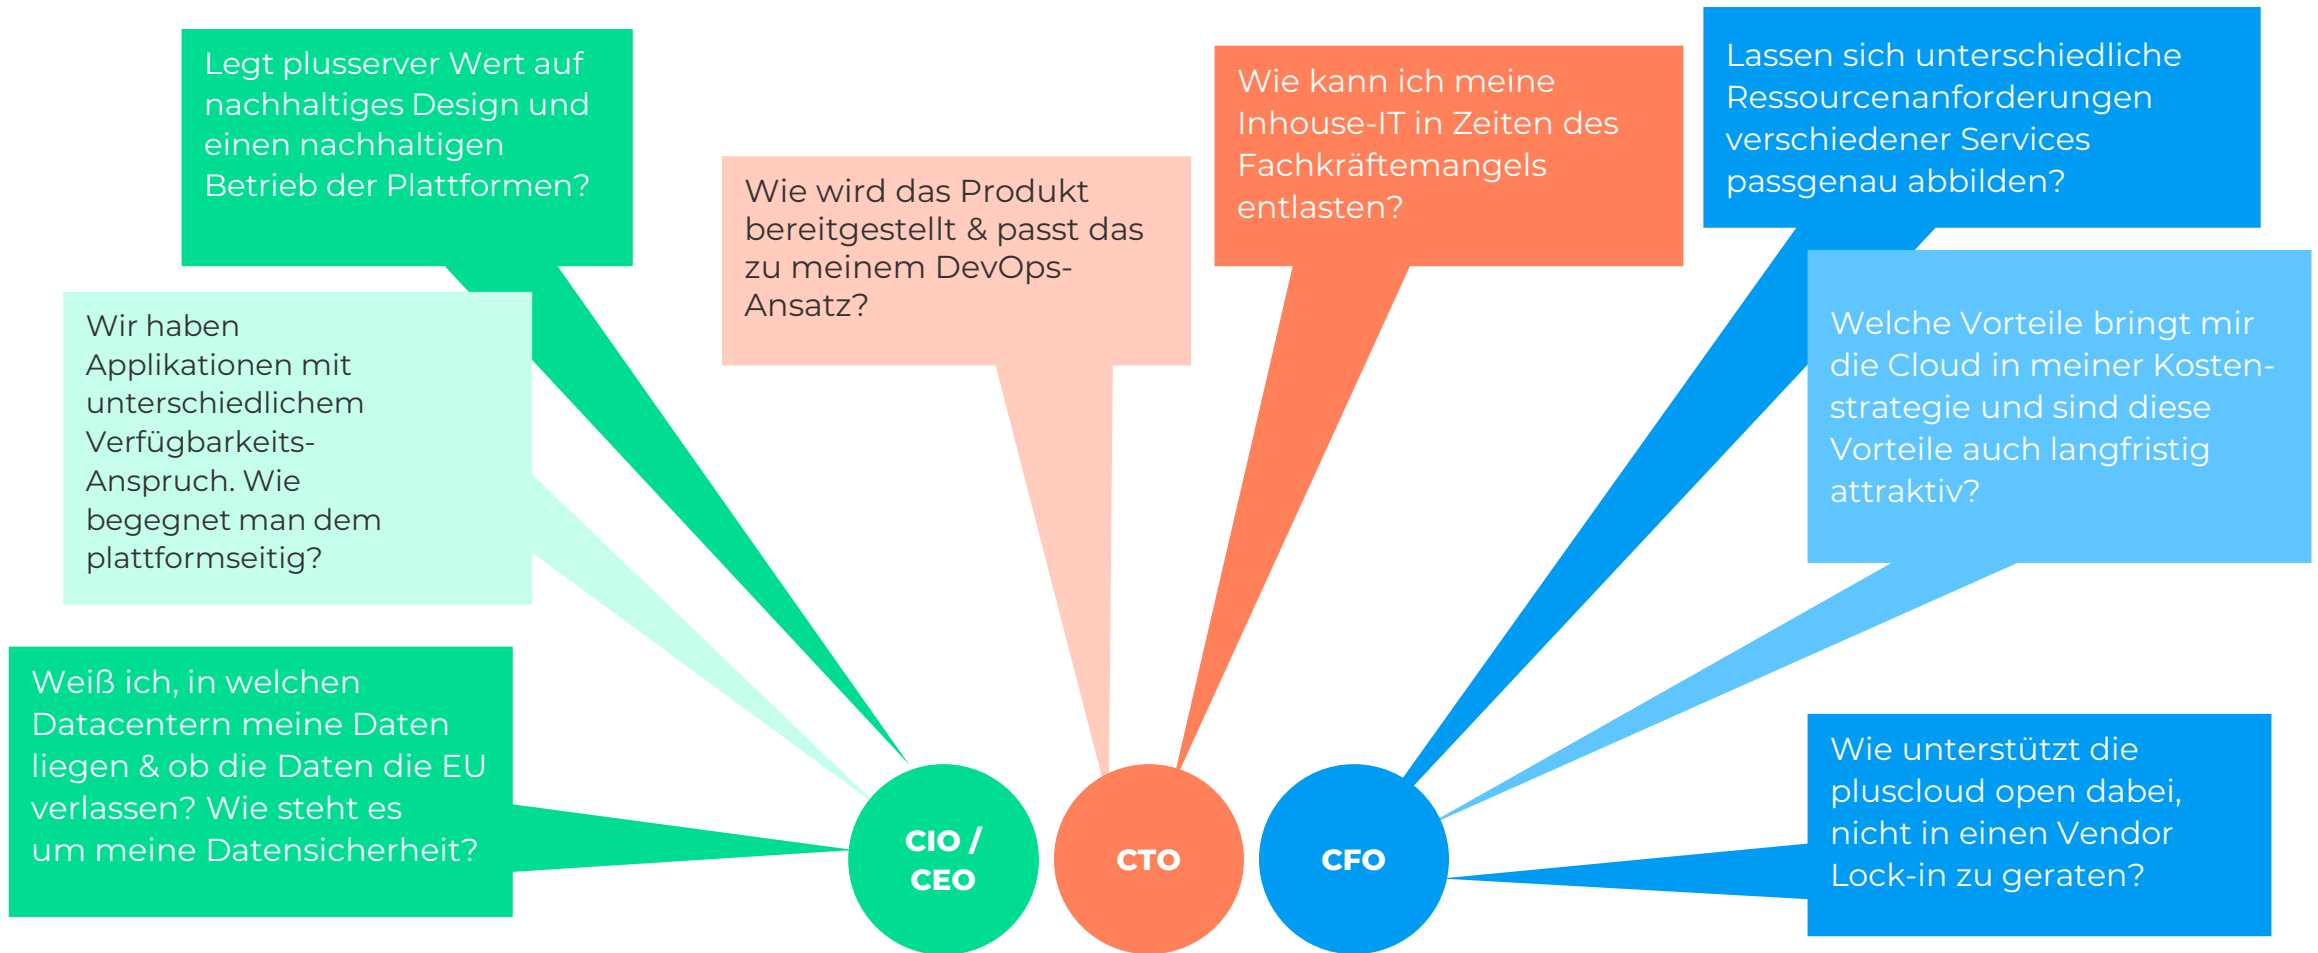 Legt plusserver Wert auf
nachhaltiges Design und
einen nachhaltigen
Betrieb der Plattformen?
Wir haben
Applikationen mit
unterschiedlichem
Verfügbarkeits-
Anspruch. Wie
begegnet man dem
plattformseitig?
Weiß ich, in welchen
Datacentern meine Daten
liegen & ob die Daten die EU
verlassen? Wie steht es
um meine Datensicherheit?
Wie wird das Produkt
bereitgestellt & passt das
zu meinem DevOps-
Ansatz?
Wie kann ich meine
Inhouse-IT in Zeiten des
Fachkräftemangels
entlasten?
Lassen sich unterschiedliche
Ressourcenanforderungen
verschiedener Services
passgenau abbilden?
Welche Vorteile bringt mir
die Cloud in meiner Kosten-
strategie und sind diese
Vorteile auch langfristig
attraktiv?
Wie unterstützt die
pluscloud open dabei,
nicht in einen Vendor
Lock-in zu geraten?
CIO /
CEO
CTO
CFO